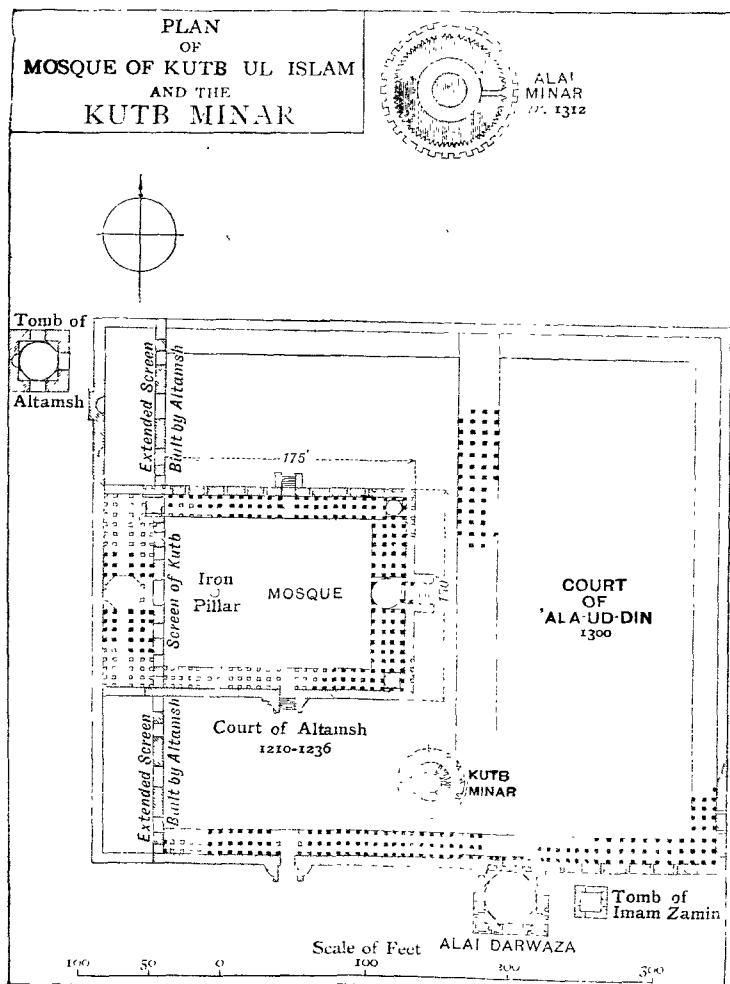 PLAN
OF
MOSQUE OF KUTB UL ISLAM
AND THE
KUTB MINAR
ALAI
MINAR
1312
Tomb of
Altamsh
Extended Screen
Built by Altamsh
175'
Screen of Kutb
Iron
Pillar
MOSQUE
COURT
OF
'ALA-UD-DIN
1300
Extended Screen
Built by Altamsh
Court of Altamsh
1210-1236
KUTB
MINAR
Tomb of
Imam Zamin
ALAI DARWAZA
Scale of Feet
100 50 0 100 200 300